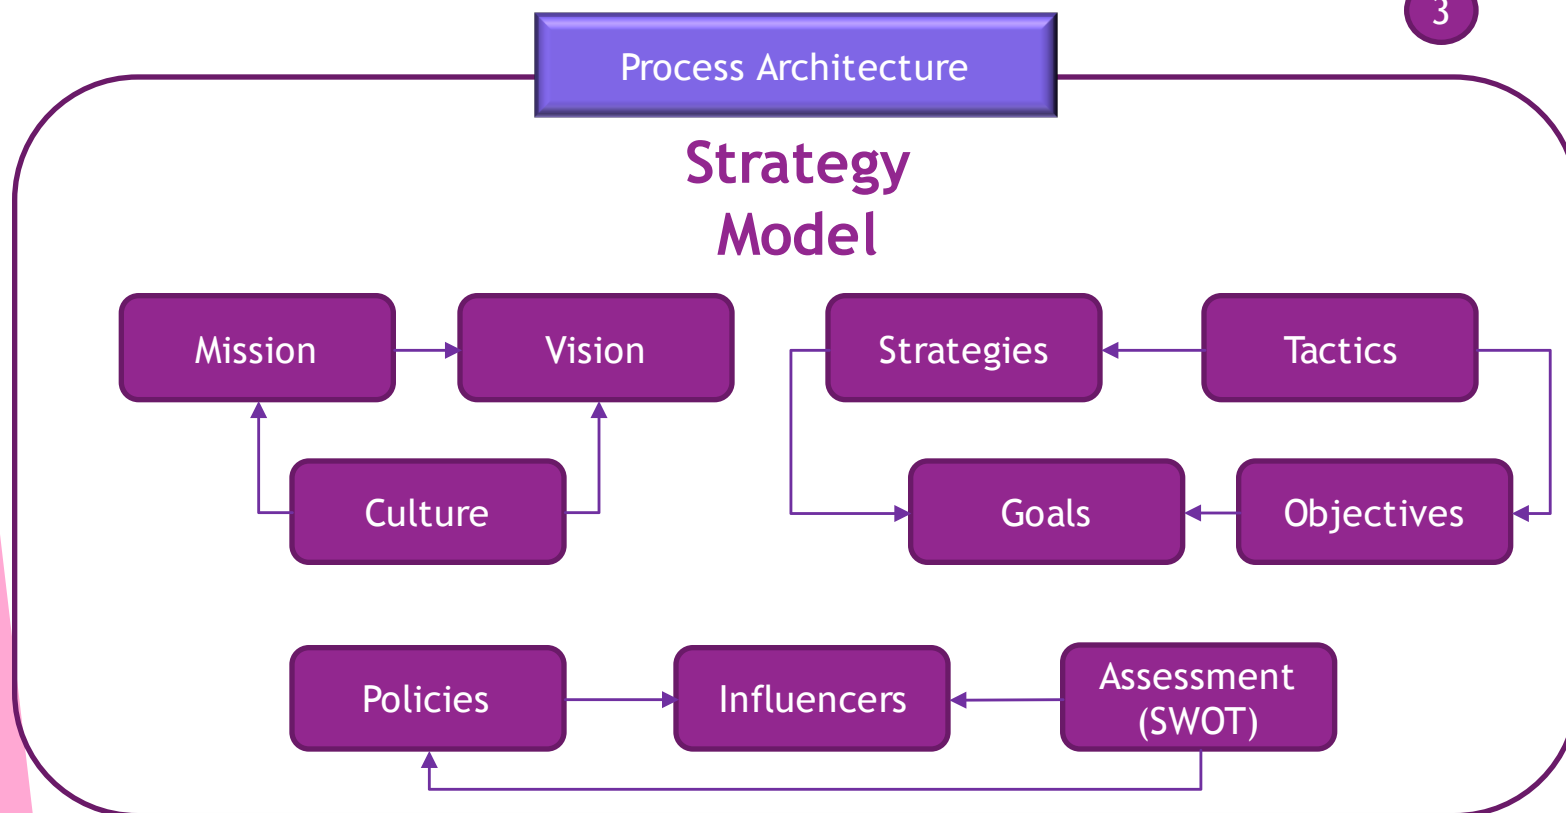 3
Process Architecture
Strategy
Model
Mission
Vision
Strategies
Tactics
Culture
Goals
Objectives
Policies
Influencers
Assessment
(SWOT)